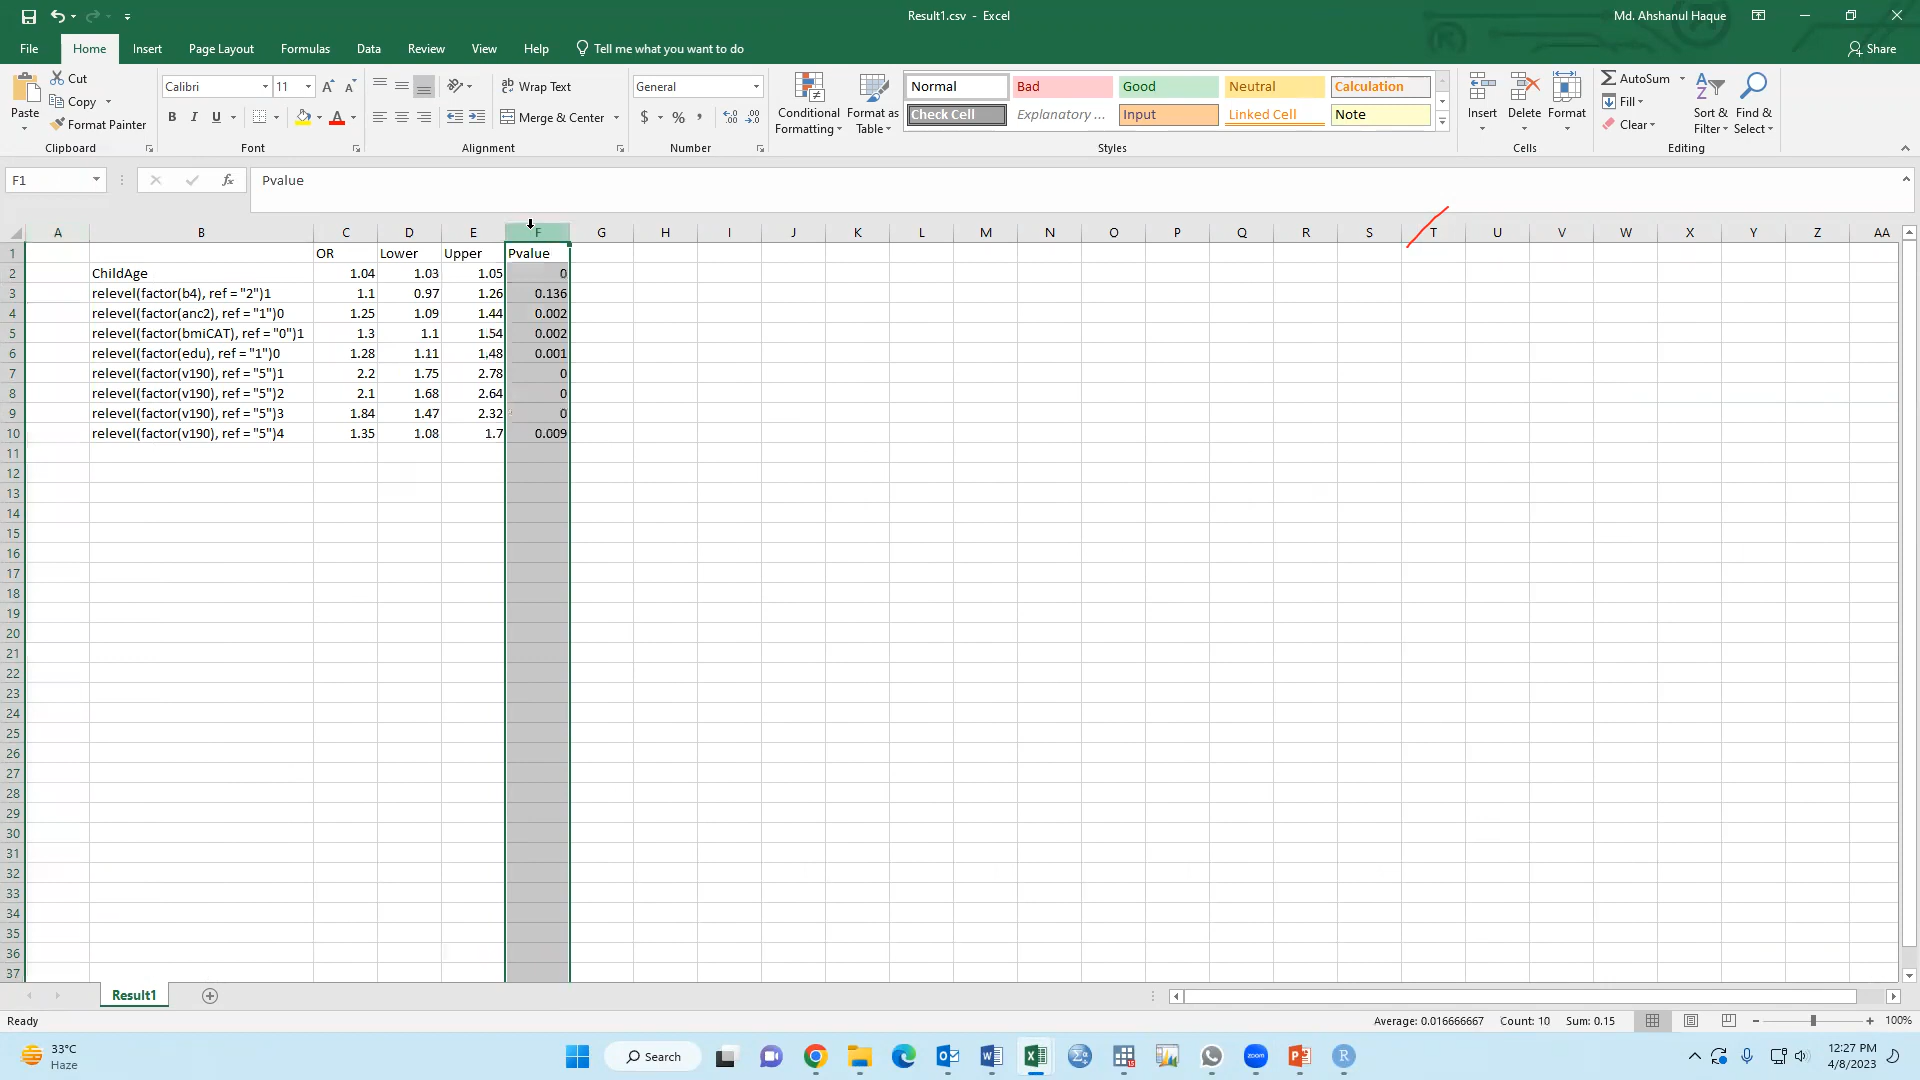 Result1.csv - Excel
Md. Ahshanul Haque
File Home Insert Page Layout Formulas Data Review View Help Tell me what you want to do Share
Paste
Cut
Copy
Format Painter
Clipboard
Calibri 11
B I U
Font
Wrap Text
Merge & Center
Alignment
General
$ %
Number
Conditional Formatting
Format as Table
Normal Bad Good Neutral Calculation
Check Cell Explanatory ... Input Linked Cell Note
Styles
Insert Delete Format
Cells
AutoSum
Fill
Clear
Sort & Filter
Find & Select
Editing
F1 fx Pvalue
A B C D E F G H I J K L M N O P Q R S T U V W X Y Z AA
1 OR Lower Upper Pvalue
2 ChildAge 1.04 1.03 1.05 0
3 relevel(factor(b4), ref = "2")1 1.1 0.97 1.26 0.136
4 relevel(factor(anc2), ref = "1")0 1.25 1.09 1.44 0.002
5 relevel(factor(bmiCAT), ref = "0")1 1.3 1.1 1.54 0.002
6 relevel(factor(edu), ref = "1")0 1.28 1.11 1.48 0.001
7 relevel(factor(v190), ref = "5")1 2.2 1.75 2.78 0
8 relevel(factor(v190), ref = "5")2 2.1 1.68 2.64 0
9 relevel(factor(v190), ref = "5")3 1.84 1.47 2.32 0
10 relevel(factor(v190), ref = "5")4 1.35 1.08 1.7 0.009
11
12
13
14
15
16
17
18
19
20
21
22
23
24
25
26
27
28
29
30
31
32
33
34
35
36
37
Result1
Ready
Average: 0.016666667 Count: 10 Sum: 0.15 100%
33°C
Haze
Search
zoom
12:27 PM
4/8/2023